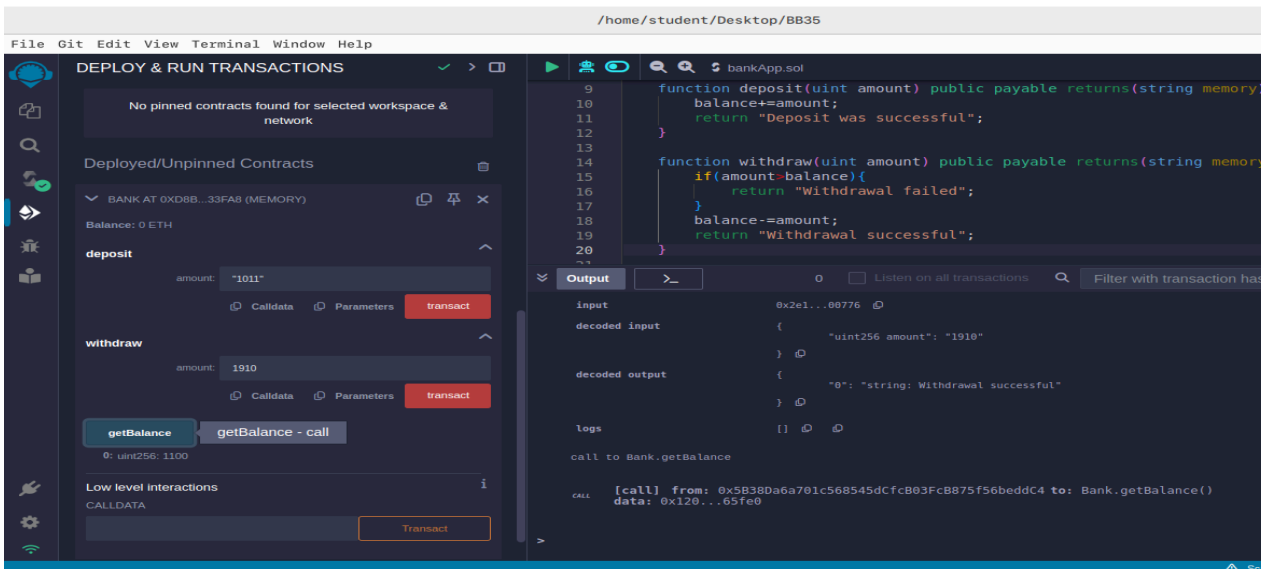 /home/student/Desktop/BB35
File Git Edit View Terminal Window Help
DEPLOY & RUN TRANSACTIONS
No pinned contracts found for selected workspace &
network
Deployed/Unpinned Contracts
BANK AT 0XD8B...33FA8 (MEMORY)
Balance: 0 ETH
deposit
amount: "1011"
Calldata Parameters transact
withdraw
amount: 1910
Calldata Parameters transact
getBalance getBalance - call
0: uint256: 1100
Low level interactions i
CALLDATA
Transact
bankApp.sol
9 function deposit(uint amount) public payable returns(string memory)
10 balance+=amount;
11 return "Deposit was successful";
12 }
13
14 function withdraw(uint amount) public payable returns(string memory
15 if(amount>balance){
16 return "Withdrawal failed";
17 }
18 balance-=amount;
19 return "Withdrawal successful";
20 }
21
Output >_ 0 Listen on all transactions Filter with transaction has
input 0x2e1...00776
decoded input {
"uint256 amount": "1910"
}
decoded output {
"0": "string: Withdrawal successful"
}
logs []
call to Bank.getBalance
CALL [call] from: 0x5B38Da6a701c568545dCfcB03FcB875f56beddC4 to: Bank.getBalance()
data: 0x120...65fe0
>